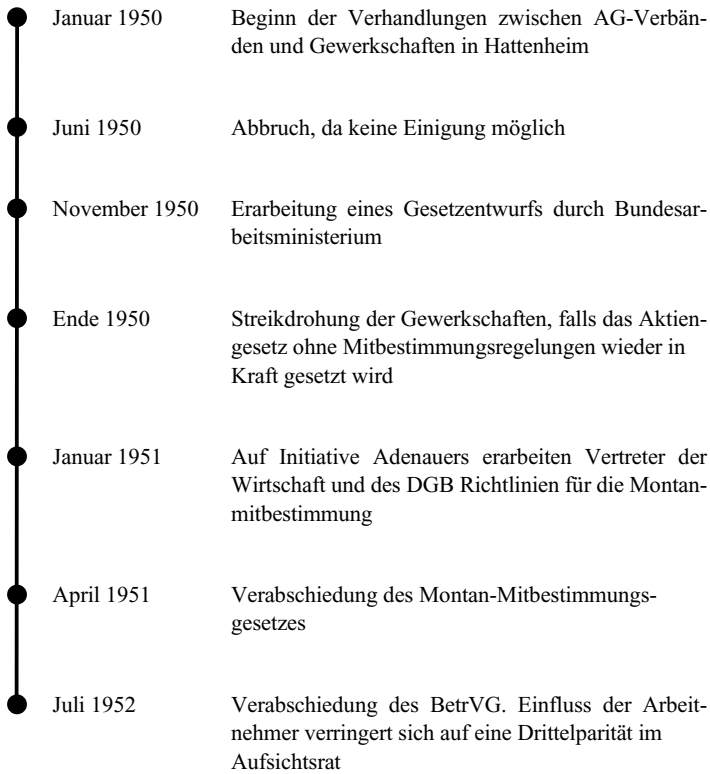 Januar 1950 Beginn der Verhandlungen zwischen AG-Verbän-
den und Gewerkschaften in Hattenheim
Juni 1950 Abbruch, da keine Einigung möglich
November 1950 Erarbeitung eines Gesetzentwurfs durch Bundesar-
beitsministerium
Ende 1950 Streikdrohung der Gewerkschaften, falls das Aktien-
gesetz ohne Mitbestimmungsregelungen wieder in
Kraft gesetzt wird
Januar 1951 Auf Initiative Adenauers erarbeiten Vertreter der
Wirtschaft und des DGB Richtlinien für die Montan-
mitbestimmung
April 1951 Verabschiedung des Montan-Mitbestimmungs-
gesetzes
Juli 1952 Verabschiedung des BetrVG. Einfluss der Arbeit-
nehmer verringert sich auf eine Drittelparität im
Aufsichtsrat